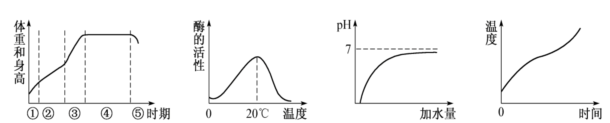 体重和身高
① ② ③ ④ ⑤ 时期
酶的活性
0 20℃ 温度
pH
7
0 加水量
温度
0 时间